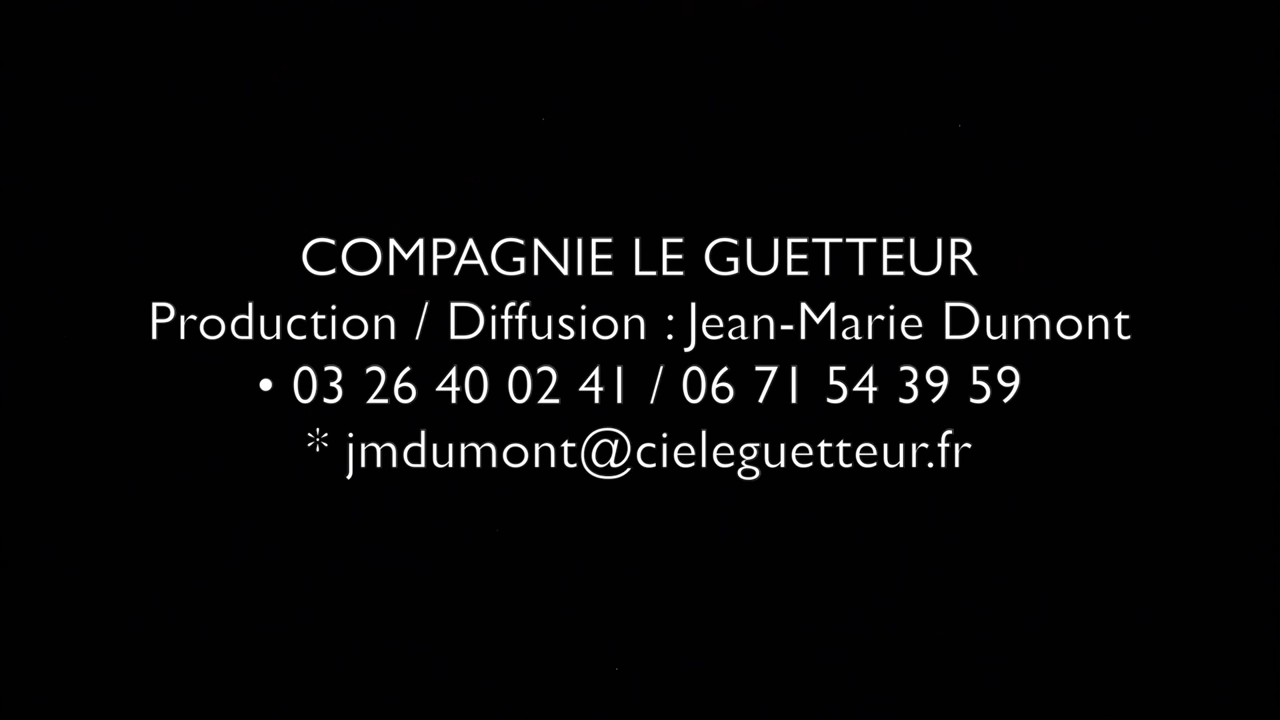 COMPAGNIE LE GUETTEUR
Production / Diffusion : Jean-Marie Dumont
• 03 26 40 02 41 / 06 71 54 39 59
* jmdumont@cieleguetteur.fr